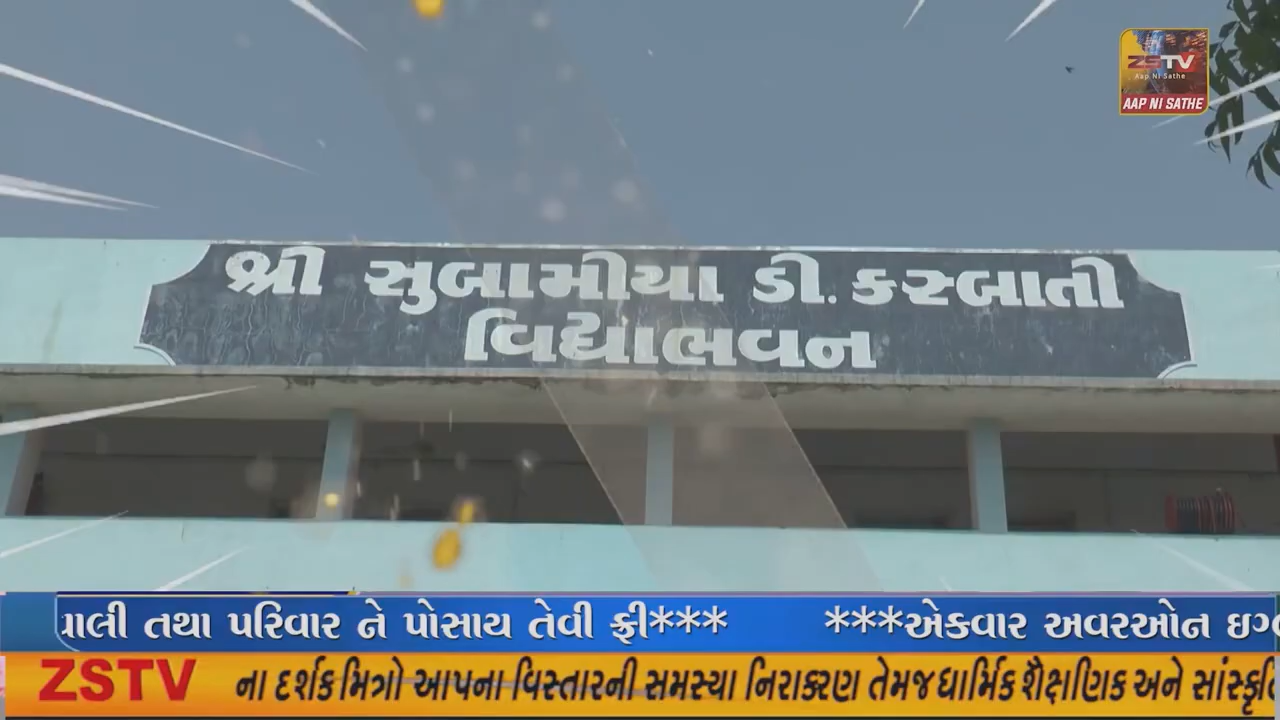 ZSTV
Aap Ni Sathe
AAP NI SATHE
શ્રી સુબામીયા ડી. કરબાતી
વિદ્યાભવન
તથા પરિવાર ને પોસાય તેવી ફ્રી*** ***એકવાર અવરઓન
ZSTV ના દર્શક મિત્રો આપના વિસ્તારની સમસ્યા નિરાકરણ તેમજ ધાર્મિક શૈક્ષણિક અને